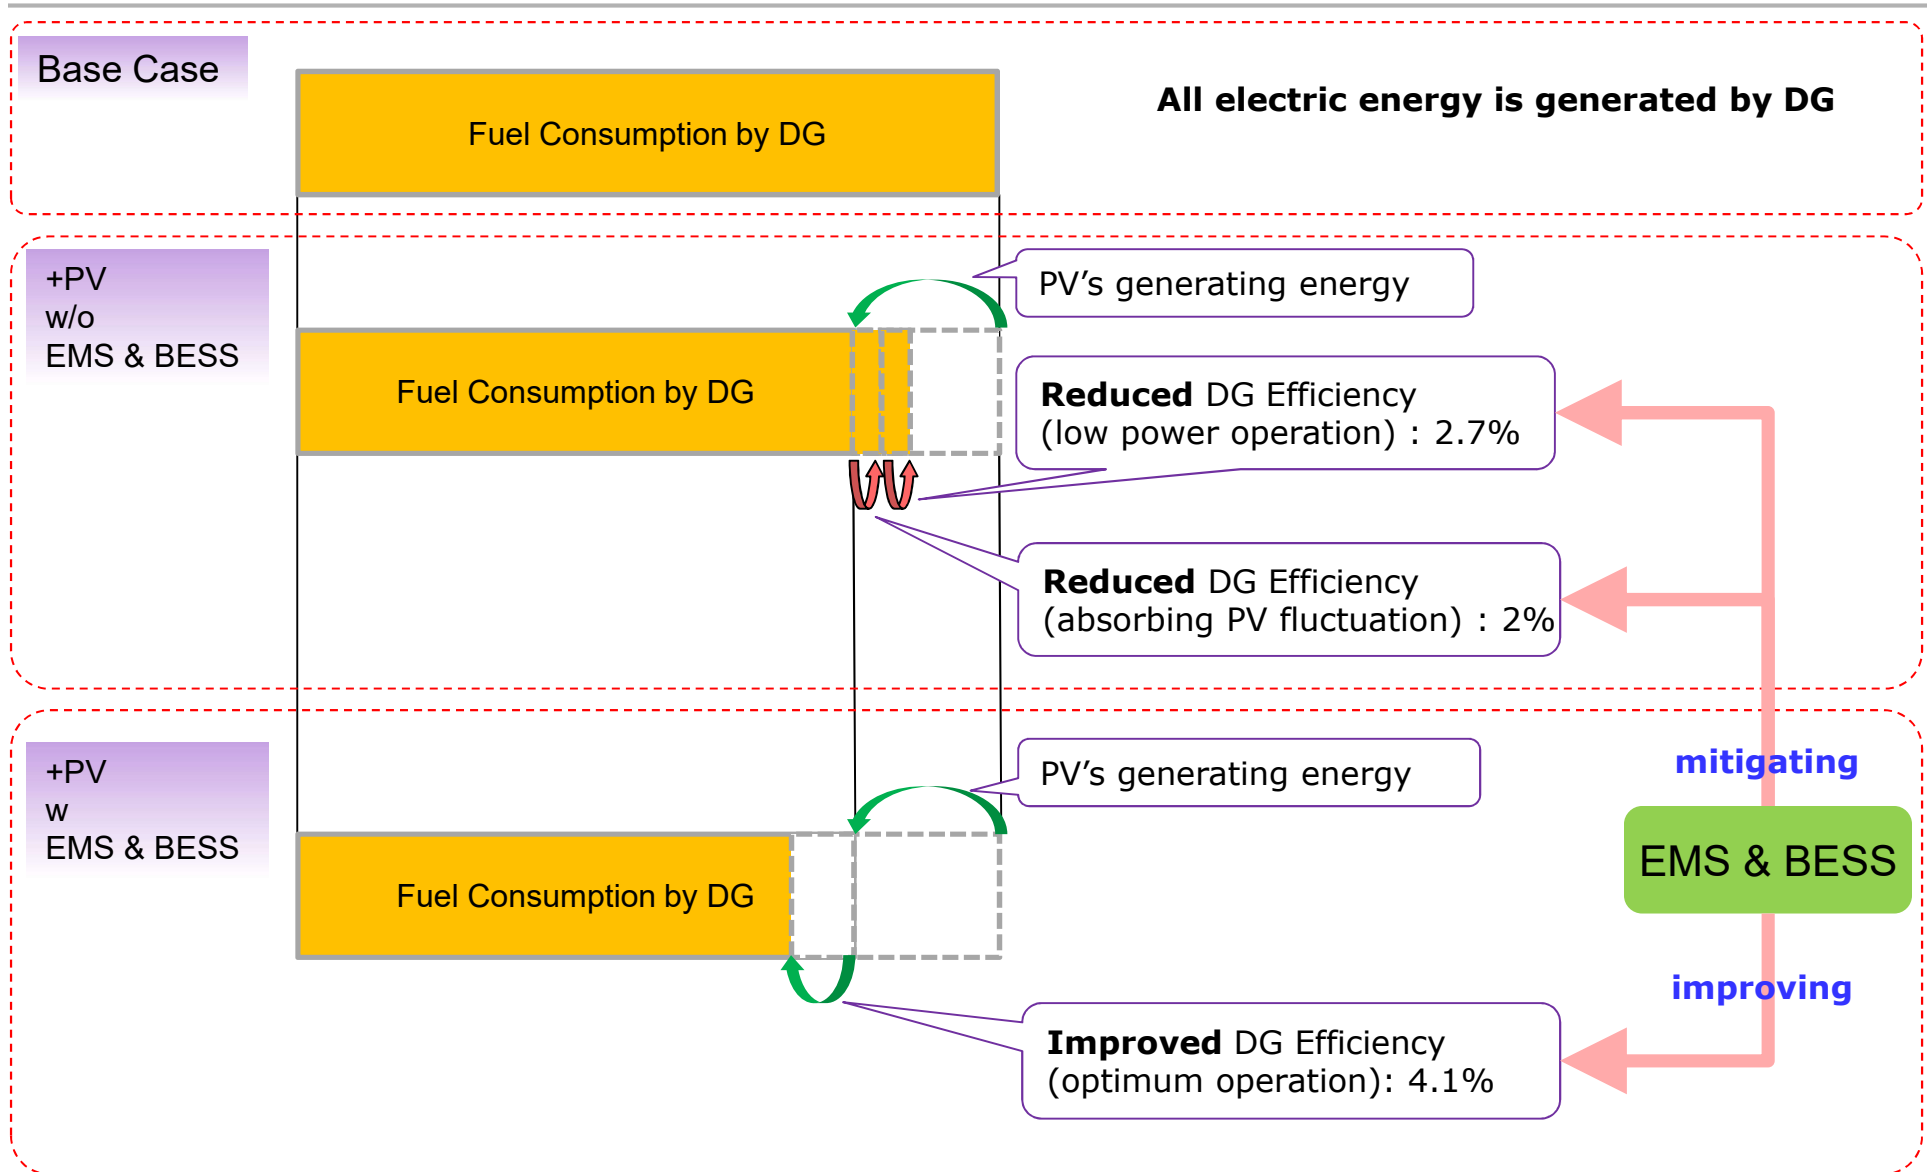 Base Case
All electric energy is generated by DG
Fuel Consumption by DG
+PV
w/o
EMS & BESS
PV’s generating energy
Fuel Consumption by DG
Reduced DG Efficiency
(low power operation) : 2.7%
Reduced DG Efficiency
(absorbing PV fluctuation) : 2%
+PV
w
EMS & BESS
PV’s generating energy
mitigating
EMS & BESS
Fuel Consumption by DG
improving
Improved DG Efficiency
(optimum operation): 4.1%